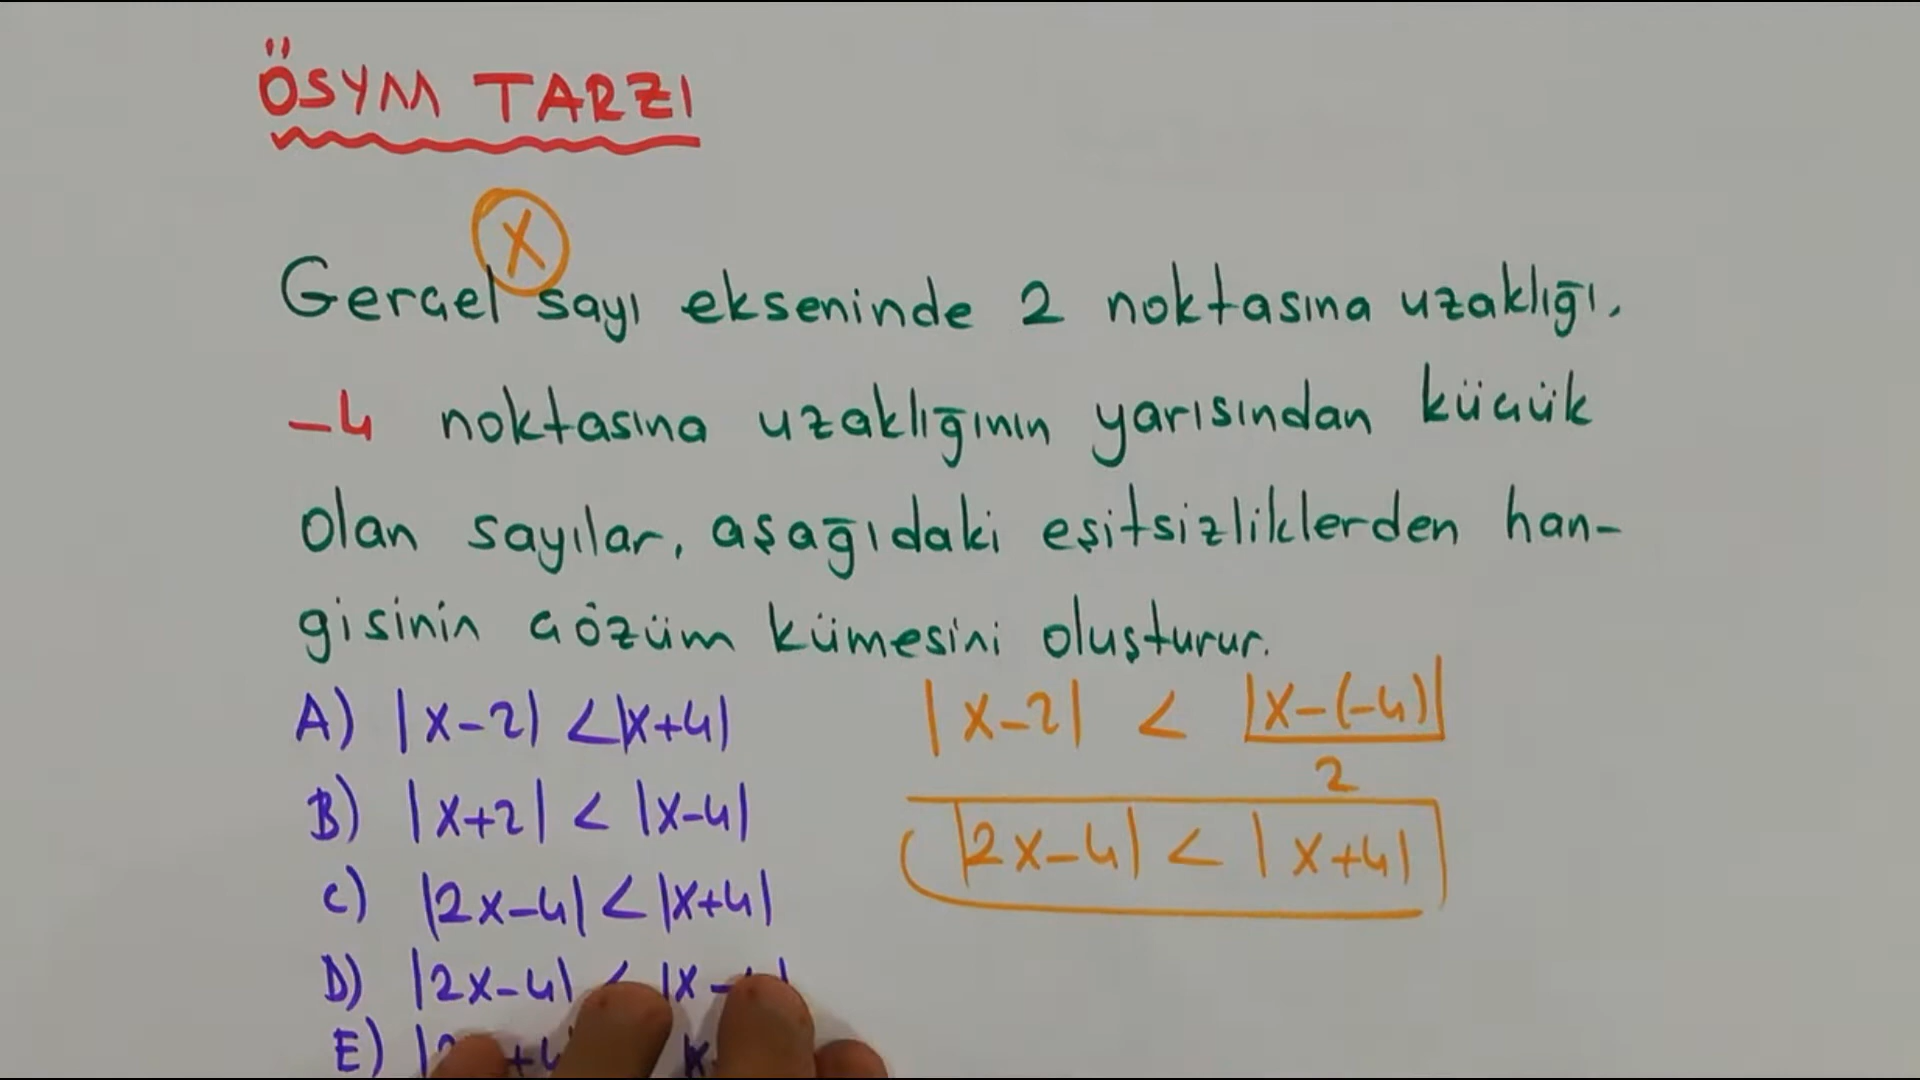 ÖSYM TARZI
X
Gerçel sayı ekseninde 2 noktasına uzaklığı,
-4 noktasına uzaklığının yarısından küçük
olan sayılar, aşağıdaki eşitsizliklerden han-
gisinin çözüm kümesini oluşturur.
A) |x-2| < |x+4|
B) |x+2| < |x-4|
C) |2x-4| < |x+4|
D) |2x-4| < |x-
E)
|x-2| < |x-(-4)|
2
|2x-4| < |x+4|